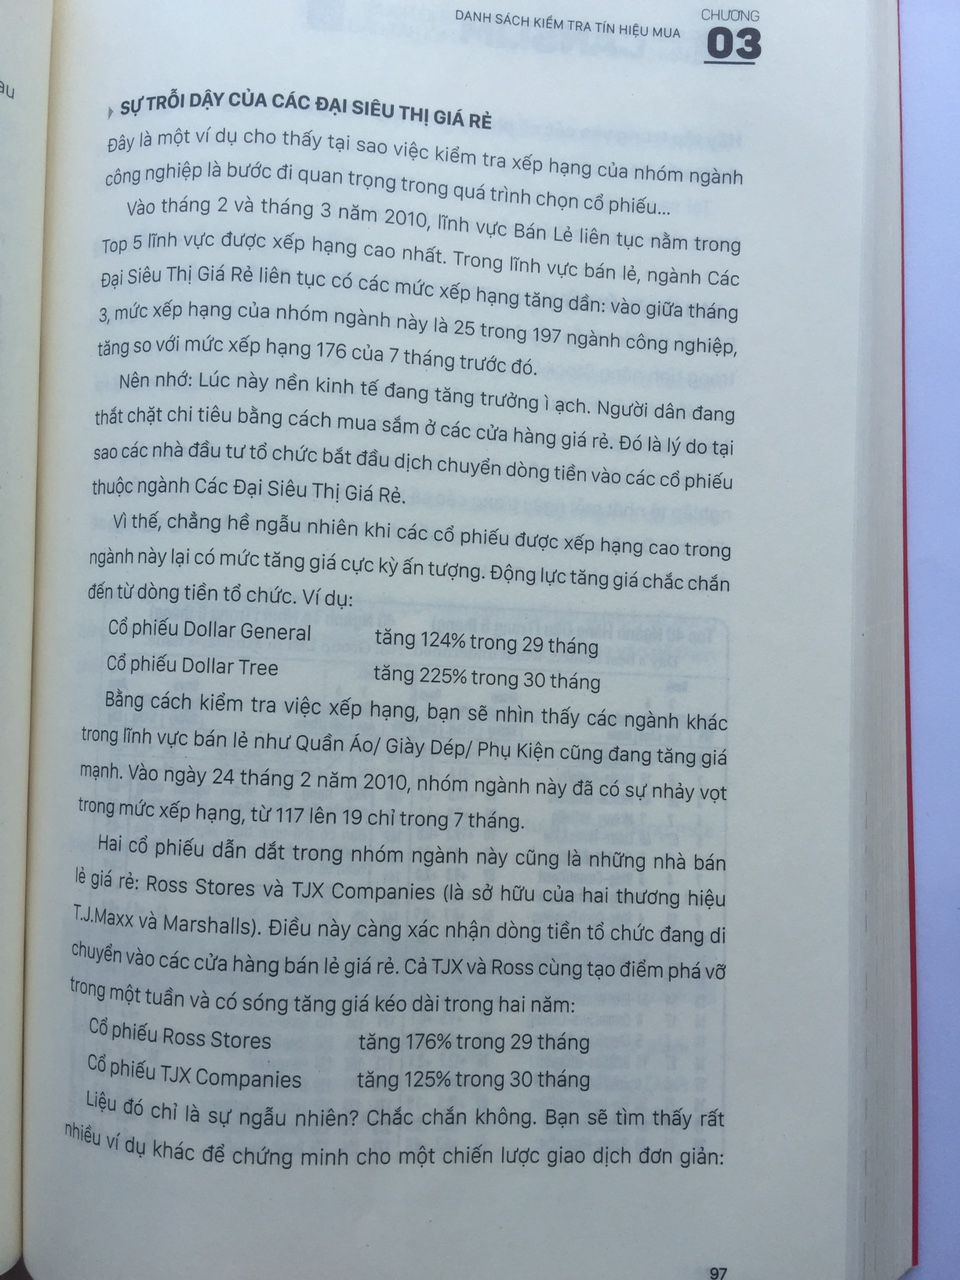 DANH SÁCH KIỂM TRA TÍN HIỆU MUA
CHƯƠNG
03
SỰ TRỖI DẬY CỦA CÁC ĐẠI SIÊU THỊ GIÁ RẺ
Đây là một ví dụ cho thấy tại sao việc kiểm tra xếp hạng của nhóm ngành
công nghiệp là bước đi quan trọng trong quá trình chọn cổ phiếu...
Vào tháng 2 và tháng 3 năm 2010, lĩnh vực Bán Lẻ liên tục nằm trong
Top 5 lĩnh vực được xếp hạng cao nhất. Trong lĩnh vực bán lẻ, ngành Các
Đại Siêu Thị Giá Rẻ liên tục có các mức xếp hạng tăng dần: vào giữa tháng
3, mức xếp hạng của nhóm ngành này là 25 trong 197 ngành công nghiệp,
tăng so với mức xếp hạng 176 của 7 tháng trước đó.
Nên nhớ: Lúc này nền kinh tế đang tăng trưởng ì ạch. Người dân đang
thắt chặt chi tiêu bằng cách mua sắm ở các cửa hàng giá rẻ. Đó là lý do tại
sao các nhà đầu tư tổ chức bắt đầu dịch chuyển dòng tiền vào các cổ phiếu
thuộc ngành Các Đại Siêu Thị Giá Rẻ.
Vì thế, chẳng hề ngẫu nhiên khi các cổ phiếu được xếp hạng cao trong
ngành này lại có mức tăng giá cực kỳ ấn tượng. Động lực tăng giá chắc chắn
đến từ dòng tiền tổ chức. Ví dụ:
Cổ phiếu Dollar General tăng 124% trong 29 tháng
Cổ phiếu Dollar Tree tăng 225% trong 30 tháng
Bằng cách kiểm tra việc xếp hạng, bạn sẽ nhìn thấy các ngành khác
trong lĩnh vực bán lẻ như Quần Áo/ Giày Dép/ Phụ Kiện cũng đang tăng giá
mạnh. Vào ngày 24 tháng 2 năm 2010, nhóm ngành này đã có sự nhảy vọt
trong mức xếp hạng, từ 117 lên 19 chỉ trong 7 tháng.
Hai cổ phiếu dẫn dắt trong nhóm ngành này cũng là những nhà bán
lẻ giá rẻ: Ross Stores và TJX Companies (là sở hữu của hai thương hiệu
T.J.Maxx và Marshalls). Điều này càng xác nhận dòng tiền tổ chức đang di
chuyển vào các cửa hàng bán lẻ giá rẻ. Cả TJX và Ross cùng tạo điểm phá vỡ
trong một tuần và có sóng tăng giá kéo dài trong hai năm:
Cổ phiếu Ross Stores tăng 176% trong 29 tháng
Cổ phiếu TJX Companies tăng 125% trong 30 tháng
Liệu đó chỉ là sự ngẫu nhiên? Chắc chắn không. Bạn sẽ tìm thấy rất
nhiều ví dụ khác để chứng minh cho một chiến lược giao dịch đơn giản:
97